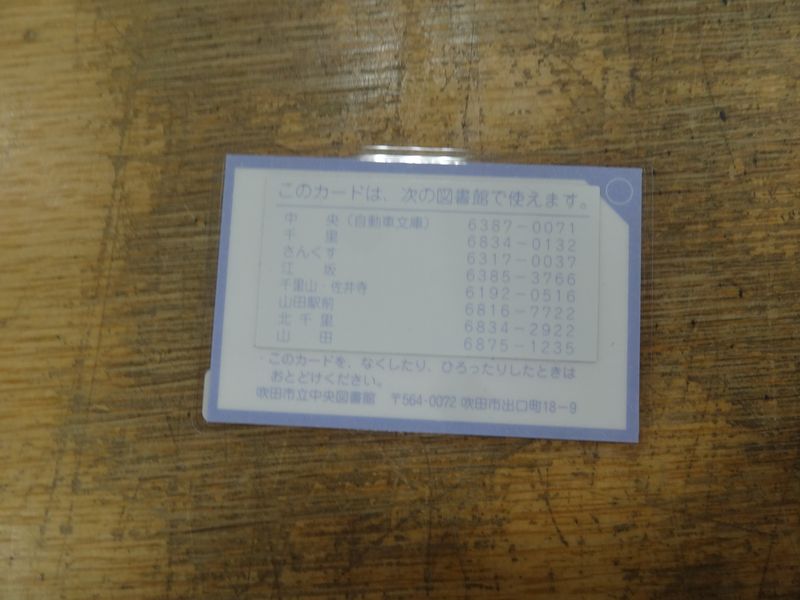 このカードは、次の図書館で使えます。
中　央（自動車文庫）　6387－0071
千　里　6834－0132
さんくす　6317－0037
江　坂　6385－3766
千里山・佐井寺　6192－0516
山田駅前　6816－7722
北千里　6834－2922
山　田　6875－1235
・このカードを、なくしたり、ひろったりしたときは
おとどけください。
吹田市立中央図書館　〒564-0072 吹田市出口町18－9